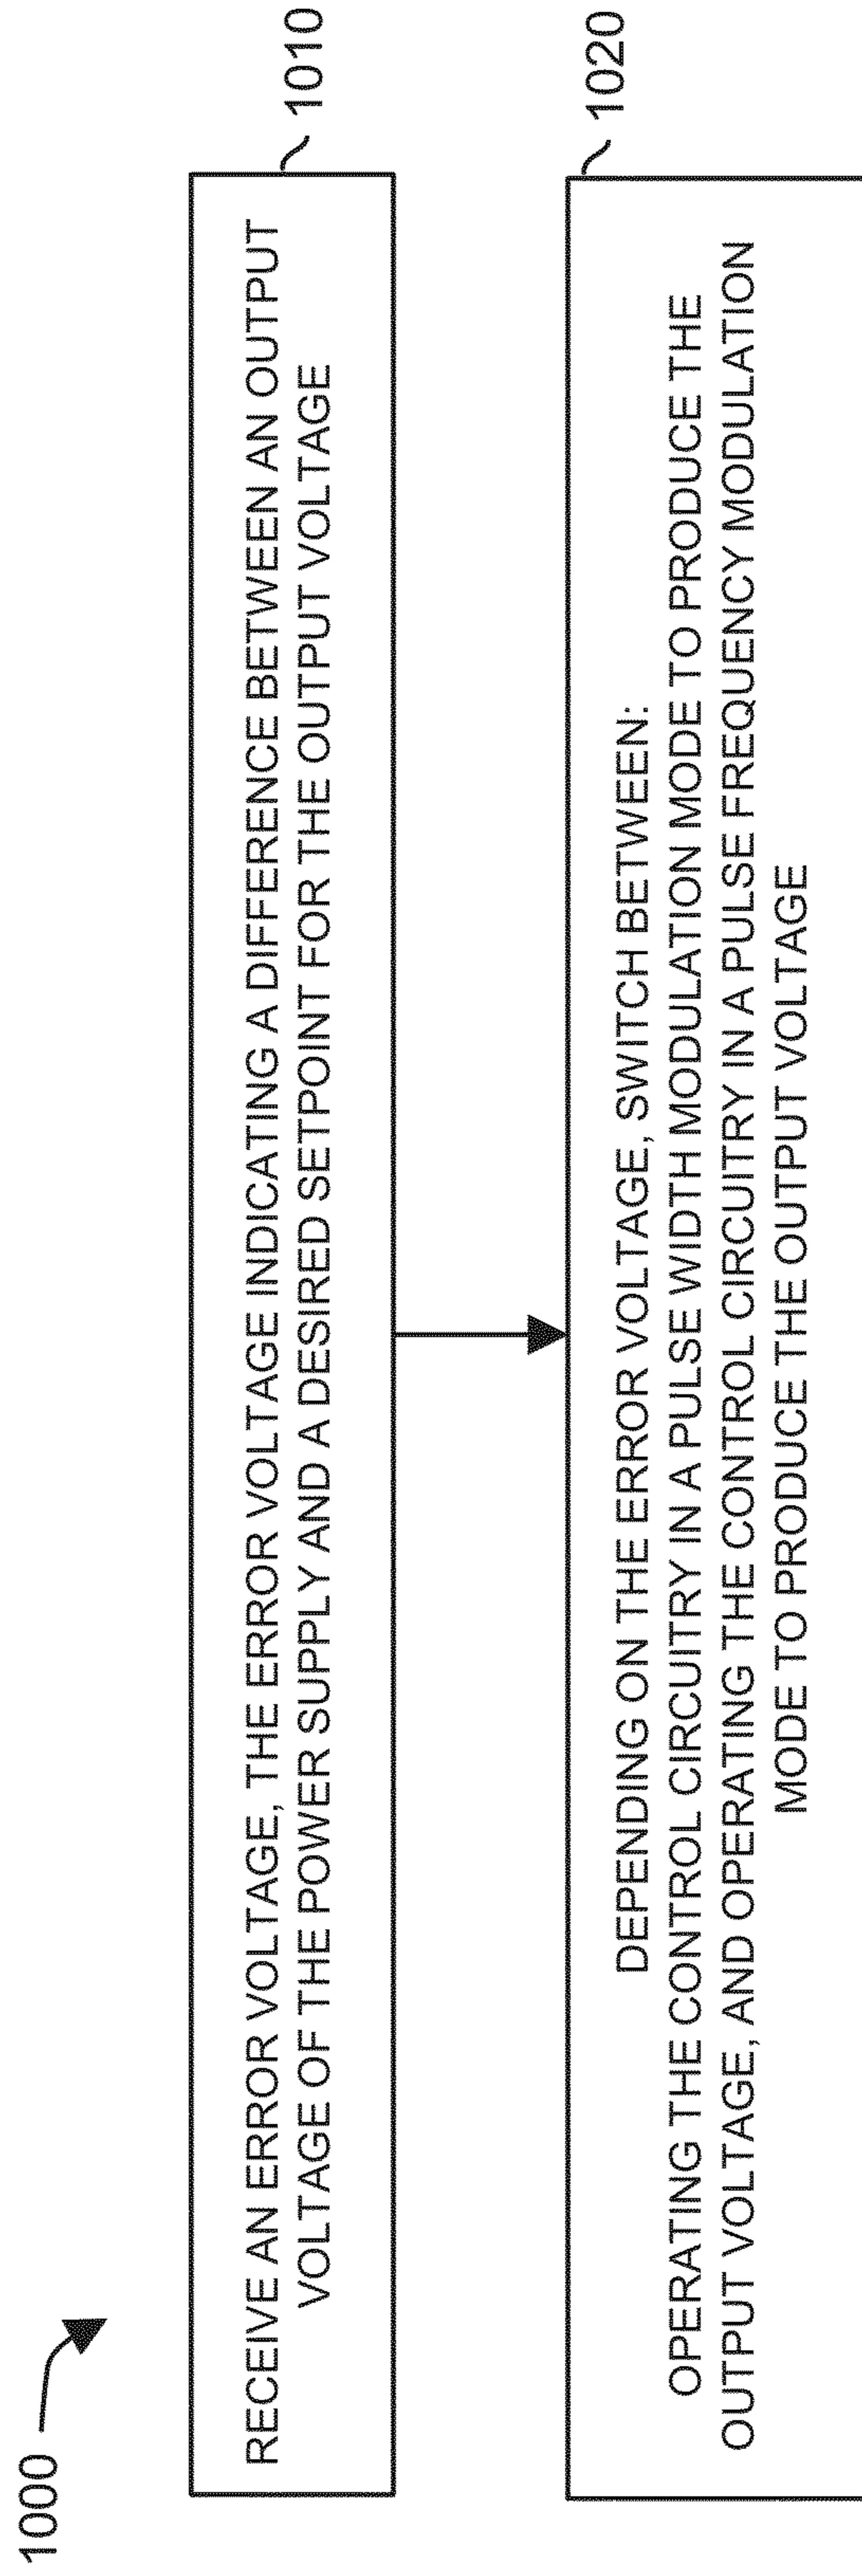 1000
RECEIVE AN ERROR VOLTAGE, THE ERROR VOLTAGE INDICATING A DIFFERENCE BETWEEN AN OUTPUT
VOLTAGE OF THE POWER SUPPLY AND A DESIRED SETPOINT FOR THE OUTPUT VOLTAGE
1010
DEPENDING ON THE ERROR VOLTAGE, SWITCH BETWEEN:
OPERATING THE CONTROL CIRCUITRY IN A PULSE WIDTH MODULATION MODE TO PRODUCE THE
OUTPUT VOLTAGE, AND OPERATING THE CONTROL CIRCUITRY IN A PULSE FREQUENCY MODULATION
MODE TO PRODUCE THE OUTPUT VOLTAGE
1020